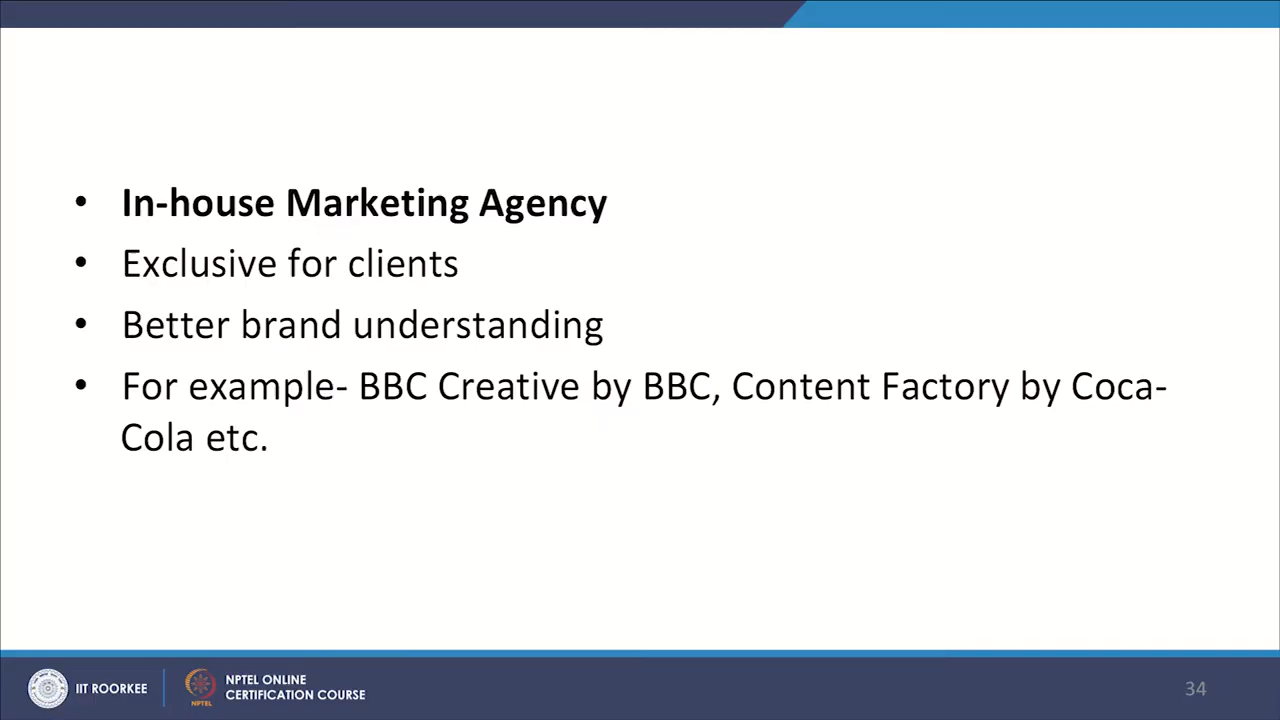 • In-house Marketing Agency
• Exclusive for clients
• Better brand understanding
• For example- BBC Creative by BBC, Content Factory by Coca-
Cola etc.
IIT ROORKEE
NPTEL
NPTEL ONLINE
CERTIFICATION COURSE
34